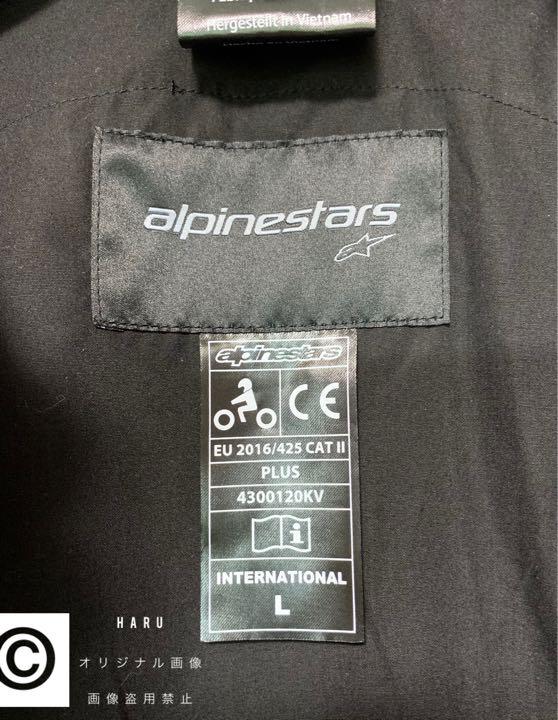 Hergestellt in Vietnam
alpinestars
alpinestars
CE
EU 2016/425 CAT II
PLUS
4300120KV
i
INTERNATIONAL
L
©
HARU
オリジナル画像
画像盗用禁止